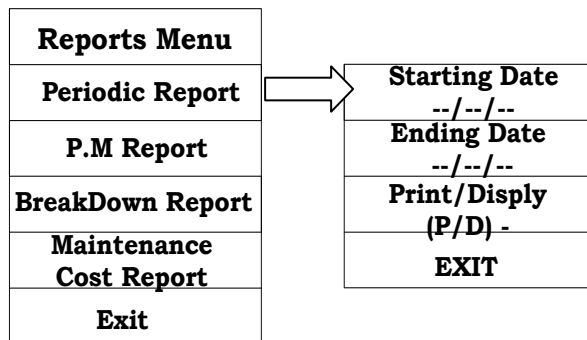 Reports Menu
Periodic Report
P.M Report
BreakDown Report
Maintenance
Cost Report
Exit
Starting Date
--/--/--
Ending Date
--/--/--
Print/Disply
(P/D) -
EXIT